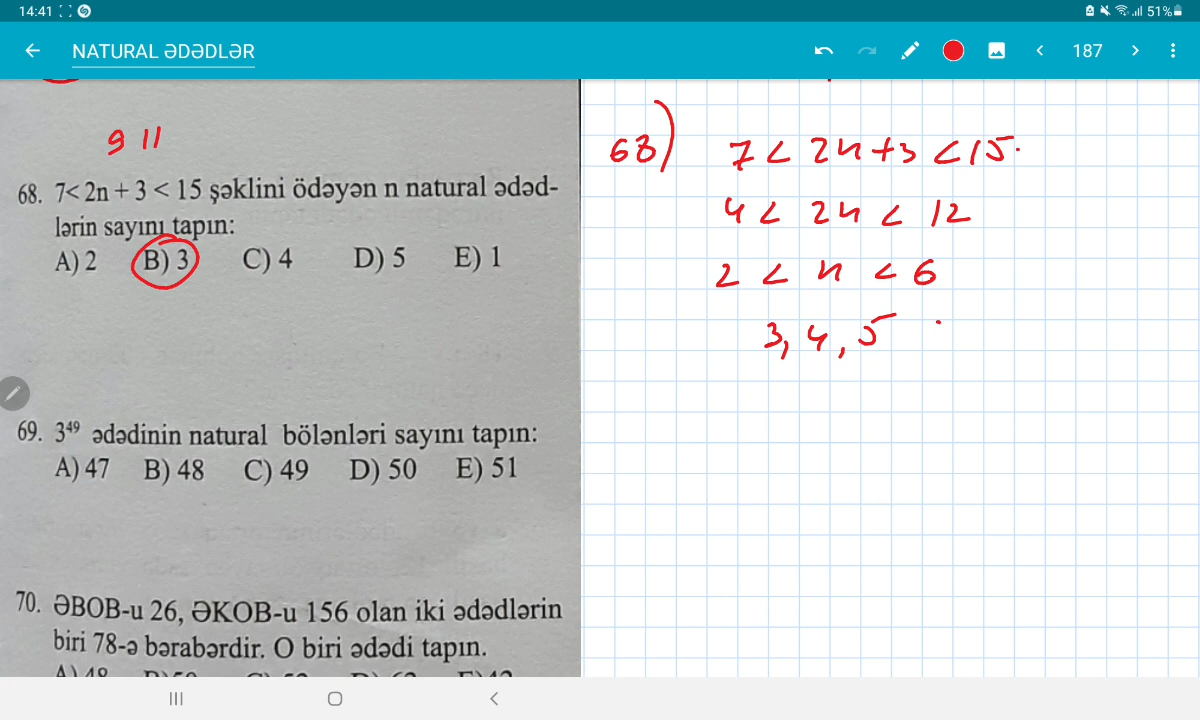 14:41
51%
NATURAL ƏDƏDLƏR
187
9 11
68. 7< 2n + 3 < 15 şəklini ödəyən n natural ədəd-
lərin sayını tapın:
A) 2 B) 3 C) 4 D) 5 E) 1
69. 3⁴⁹ ədədinin natural bölənləri sayını tapın:
A) 47 B) 48 C) 49 D) 50 E) 51
70. ƏBOB-u 26, ƏKOB-u 156 olan iki ədədlərin
biri 78-ə bərabərdir. O biri ədədi tapın.
68) 7 < 2n + 3 < 15.
4 < 2n < 12
2 < n < 6
3, 4, 5